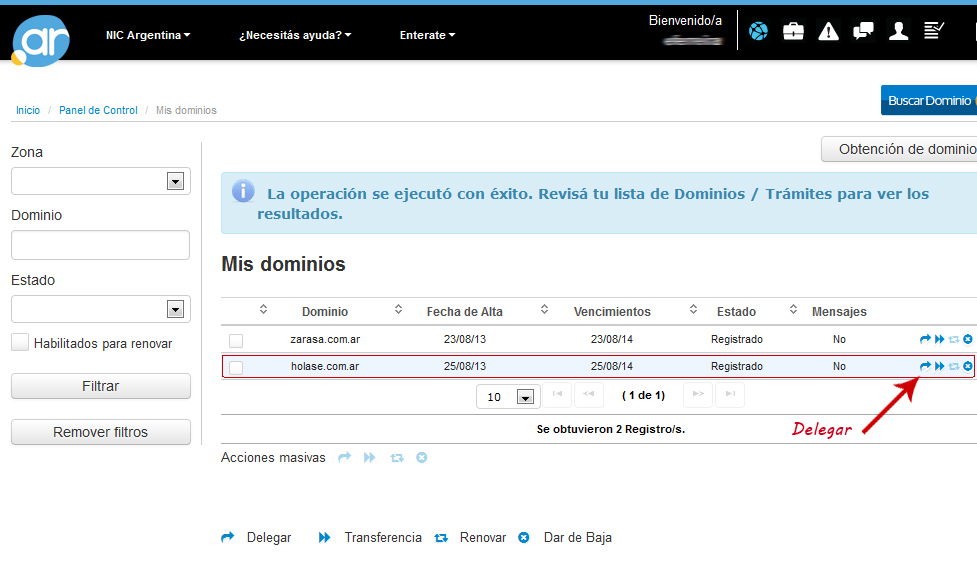 .ar
NIC Argentina
¿Necesitás ayuda?
Enterate
Bienvenido/a
Inicio / Panel de Control / Mis dominios
Buscar Dominio
Zona
Dominio
Estado
Habilitados para renovar
Filtrar
Remover filtros
Obtención de dominio
La operación se ejecutó con éxito. Revisá tu lista de Dominios / Trámites para ver los
resultados.
Mis dominios
Dominio Fecha de Alta Vencimientos Estado Mensajes
zarasa.com.ar 23/08/13 23/08/14 Registrado No
holase.com.ar 25/08/13 25/08/14 Registrado No
10 (1 de 1)
Se obtuvieron 2 Registro/s.
Delegar
Acciones masivas
Delegar Transferencia Renovar Dar de Baja